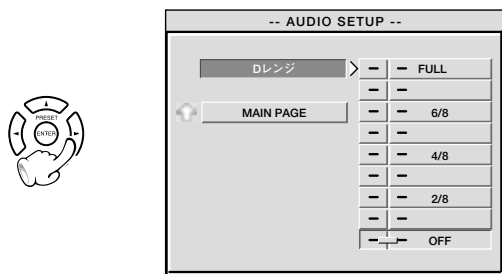 -- AUDIO SETUP --
Dレンジ
FULL
MAIN PAGE
6/8
4/8
2/8
OFF
PRESET
ENTER